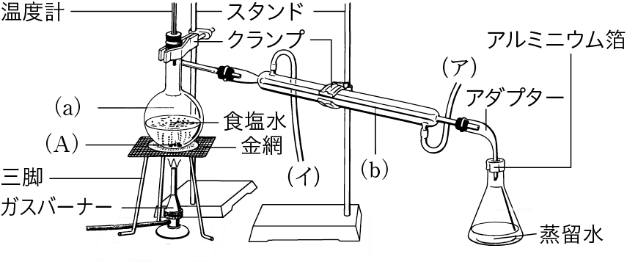 温度計
スタンド
クランプ
アルミニウム箔
(ア)
アダプター
(a)
食塩水
(A)
金網
(イ)
(b)
三脚
ガスバーナー
蒸留水